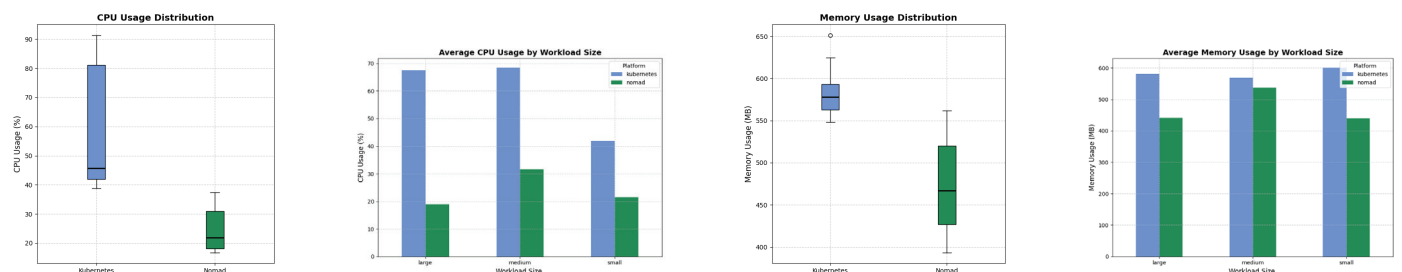 CPU Usage Distribution
CPU Usage (%)
90
80
70
60
50
40
30
20
Kubernetes Nomad
Average CPU Usage by Workload Size
CPU Usage (%)
70
60
50
40
30
20
10
0
Platform
kubernetes
nomad
large medium small
Workload Size
Memory Usage Distribution
Memory Usage (MB)
650
600
550
500
450
400
Kubernetes Nomad
Average Memory Usage by Workload Size
Memory Usage (MB)
600
500
400
300
200
100
0
Platform
kubernetes
nomad
large medium small
Workload Size